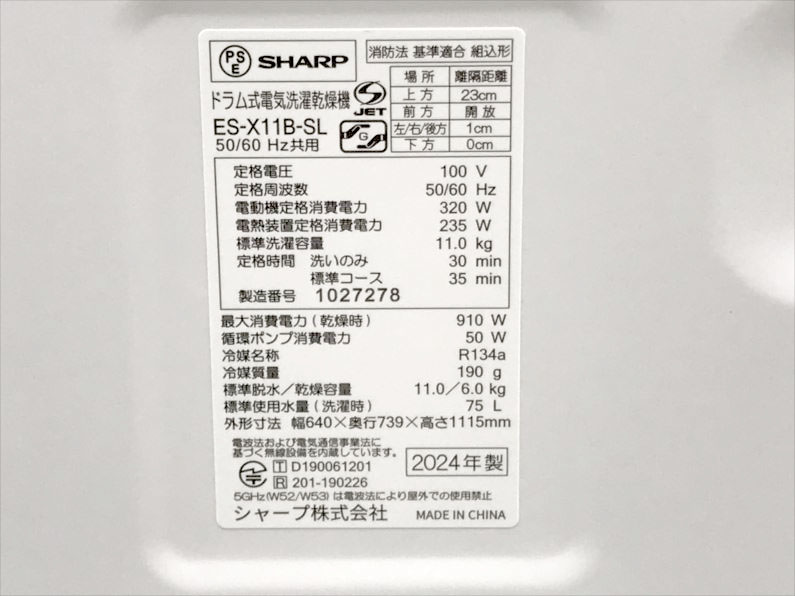 PS
E
SHARP
消防法 基準適合 組込形
場所 離隔距離
上方 23cm
前方 開放
左/右/後方 1cm
下方 0cm
ドラム式電気洗濯乾燥機
S
JET
ES-X11B-SL
50/60 Hz共用
G
定格電圧 100 V
定格周波数 50/60 Hz
電動機定格消費電力 320 W
電熱装置定格消費電力 235 W
標準洗濯容量 11.0 kg
定格時間 洗いのみ 30 min
標準コース 35 min
製造番号 1027278
最大消費電力(乾燥時) 910 W
循環ポンプ消費電力 50 W
冷媒名称 R134a
冷媒質量 190 g
標準脱水/乾燥容量 11.0/6.0 kg
標準使用水量(洗濯時) 75 L
外形寸法 幅640×奥行739×高さ1115mm
電波法および電気通信事業法に
基づく無線設備を内蔵しています。
T D190061201
R 201-190226
2024年製
5GHz(W52/W53)は電波法により屋外での使用禁止
シャープ株式会社 MADE IN CHINA